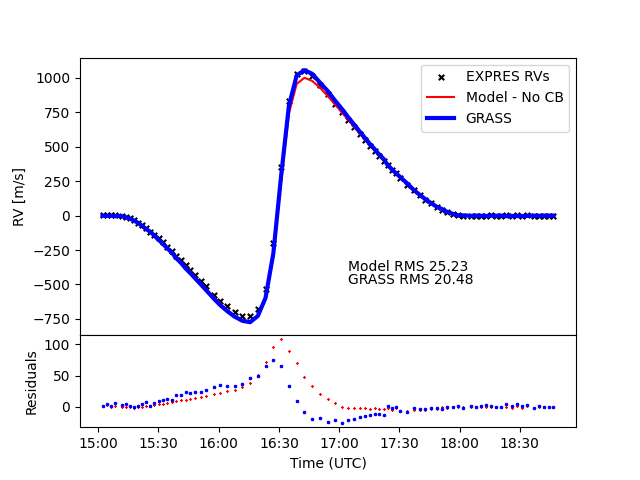 EXPRES RVs
Model - No CB
GRASS
1000
750
500
250
0
−250
−500
−750
RV [m/s]
Model RMS 25.23
GRASS RMS 20.48
100
50
0
Residuals
15:00 15:30 16:00 16:30 17:00 17:30 18:00 18:30
Time (UTC)